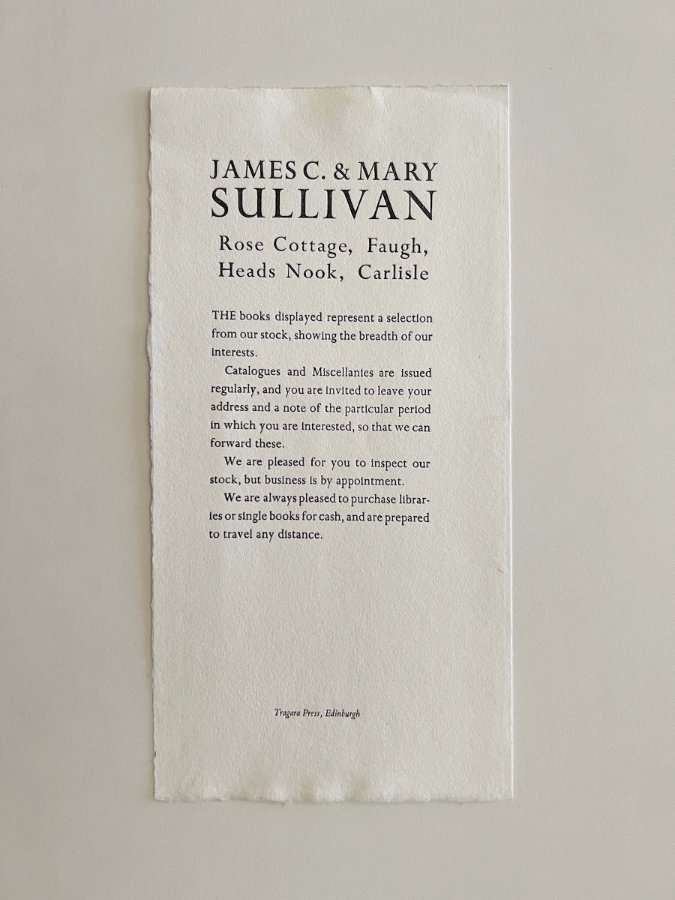 JAMES C. & MARY
SULLIVAN
Rose Cottage, Faugh,
Heads Nook, Carlisle
THE books displayed represent a selection
from our stock, showing the breadth of our
interests.
Catalogues and Miscellanies are issued
regularly, and you are invited to leave your
address and a note of the particular period
in which you are interested, so that we can
forward these.
We are pleased for you to inspect our
stock, but business is by appointment.
We are always pleased to purchase librar-
ies or single books for cash, and are prepared
to travel any distance.
Tragara Press, Edinburgh